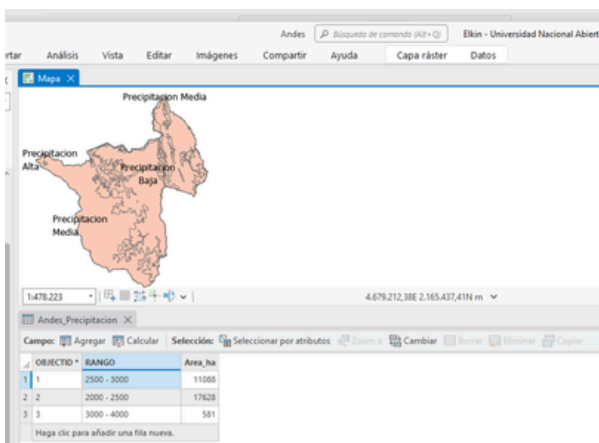 Andes Búsqueda de comando (Alt+Q) Elkin - Universidad Nacional Abiert
rtar Análisis Vista Editar Imágenes Compartir Ayuda Capa ráster Datos
Mapa
Precipitacion Media
Precipitacion
Alta
Precipitacion
Baja
Precipitacion
Media
1:478.223 4.679.212,38E 2.165.437,41N m
Andes_Precipitacion
Campo: Agregar Calcular Selección: Seleccionar por atributos Zoom a Cambiar Borrar Eliminar Copiar
OBJECTID * RANGO Area_ha
1 1 2500 - 3000 11088
2 2 2000 - 2500 17628
3 3 3000 - 4000 581
Haga clic para añadir una fila nueva.